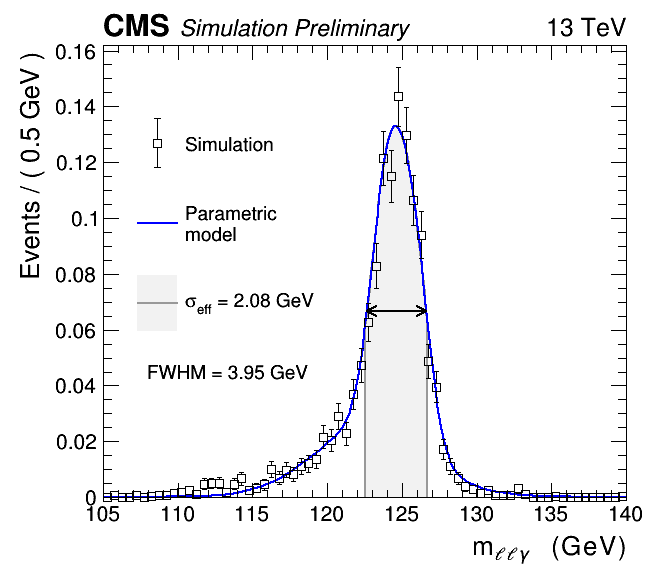 CMS Simulation Preliminary 13 TeV
Events / ( 0.5 GeV )
0.16
0.14
0.12
0.1
0.08
0.06
0.04
0.02
0
Simulation
Parametric
model
σeff = 2.08 GeV
FWHM = 3.95 GeV
105 110 115 120 125 130 135 140
mℓℓγ (GeV)